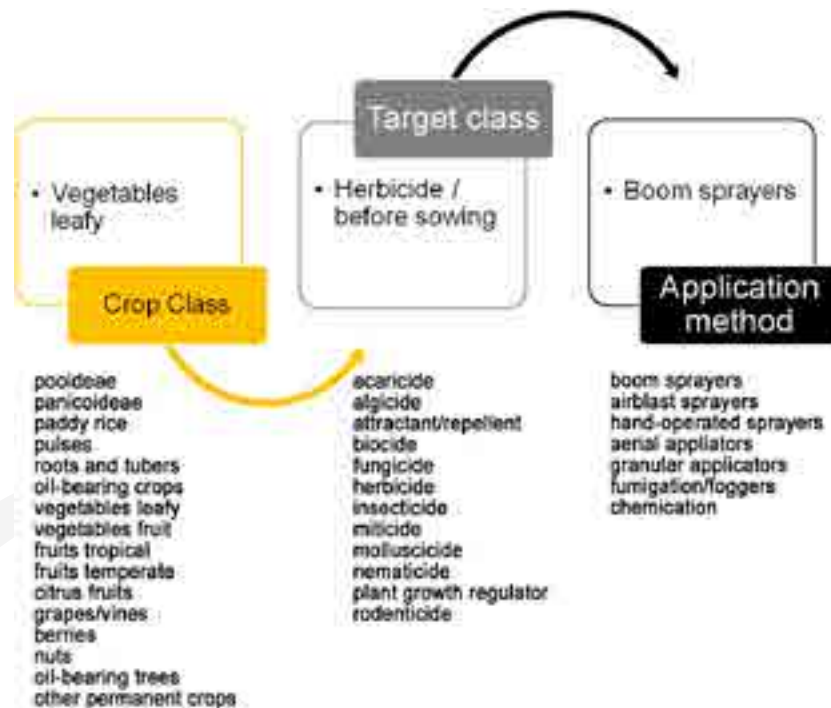 Target class
• Vegetables
leafy
• Herbicide /
before sowing
• Boom sprayers
Crop Class
Application
method
pooideae
panicoideae
paddy rice
pulses
roots and tubers
oil-bearing crops
vegetables leafy
vegetables fruit
fruits tropical
fruits temperate
citrus fruits
grapes/vines
berries
nuts
oil-bearing trees
other permanent crops
acaricide
algicide
attractant/repellent
biocide
fungicide
herbicide
insecticide
miticide
molluscicide
nematicide
plant growth regulator
rodenticide
boom sprayers
airblast sprayers
hand-operated sprayers
aerial appliators
granular applicators
fumigation/foggers
chemication